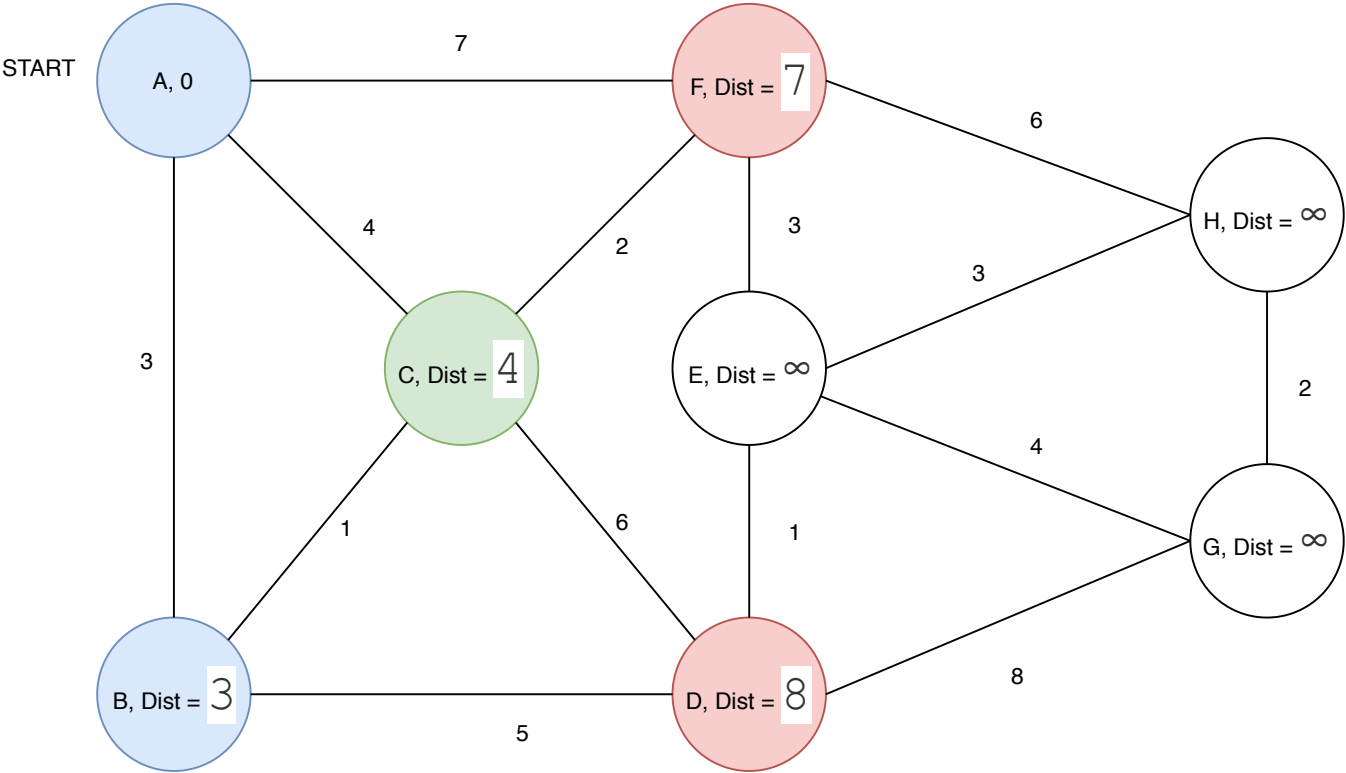 7
START
A, 0
F, Dist = 7
6
H, Dist = ∞
4
2
3
3
3
C, Dist = 4
E, Dist = ∞
2
4
1
6
1
G, Dist = ∞
8
B, Dist = 3
D, Dist = 8
5